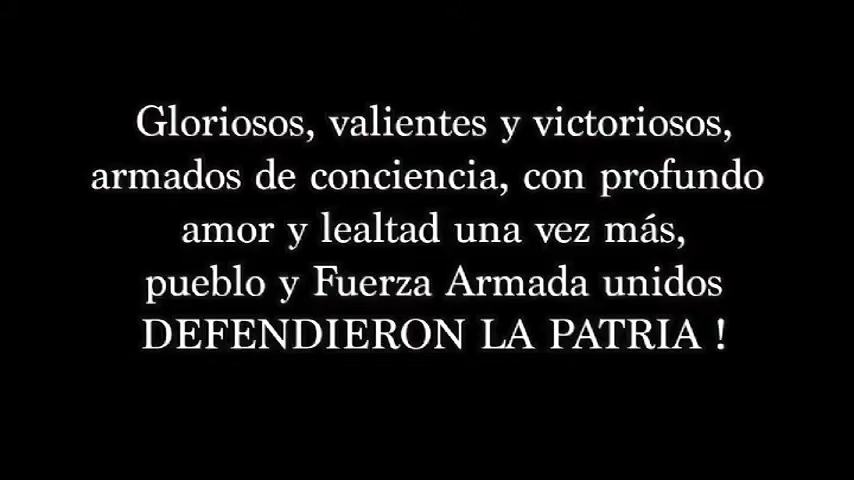 Gloriosos, valientes y victoriosos,
armados de conciencia, con profundo
amor y lealtad una vez más,
pueblo y Fuerza Armada unidos
DEFENDIERON LA PATRIA !